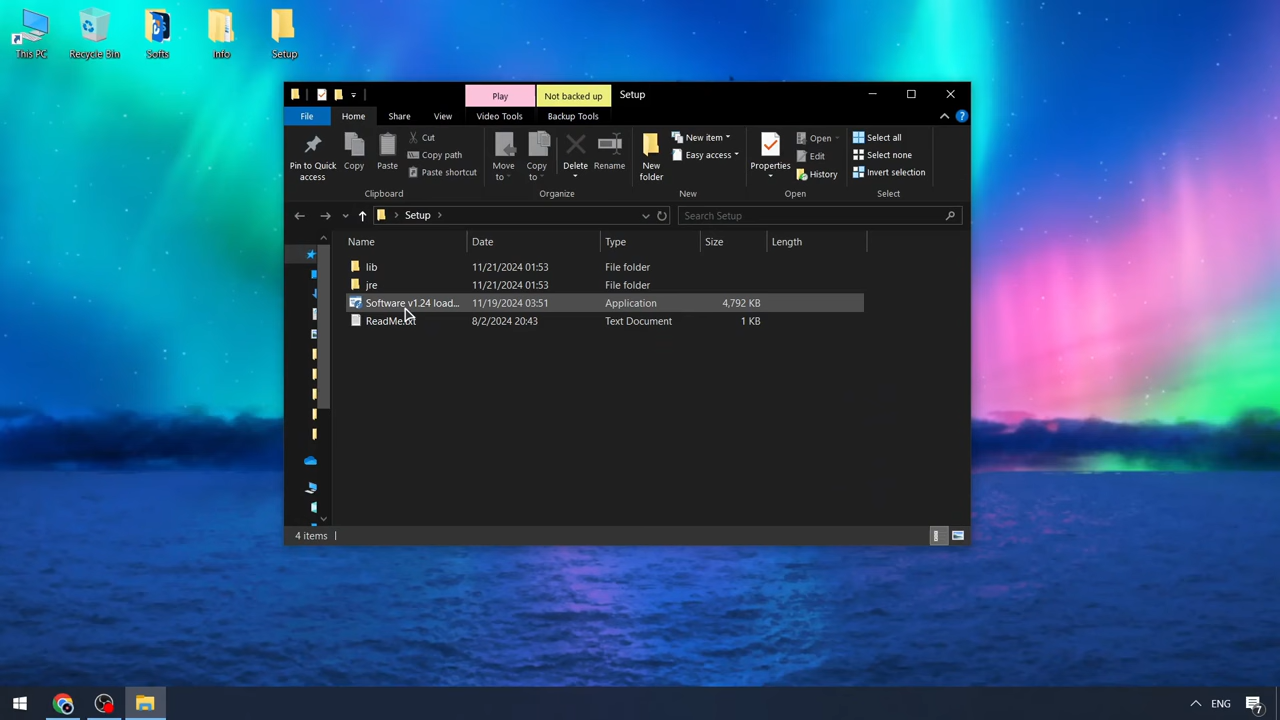 This PC
Recycle Bin
Softs
Info
Setup
Play
Not backed up
Setup
File
Home
Share
View
Video Tools
Backup Tools
Pin to Quick access
Copy
Paste
Cut
Copy path
Paste shortcut
Move to
Copy to
Delete
Rename
New folder
New item
Easy access
Properties
Open
Edit
History
Select all
Select none
Invert selection
Clipboard
Organize
New
Open
Select
Setup
Search Setup
Name Date Type Size Length
lib 11/21/2024 01:53 File folder
jre 11/21/2024 01:53 File folder
Software v1.24 load... 11/19/2024 03:51 Application 4,792 KB
ReadMe.txt 8/2/2024 20:43 Text Document 1 KB
4 items
ENG
7